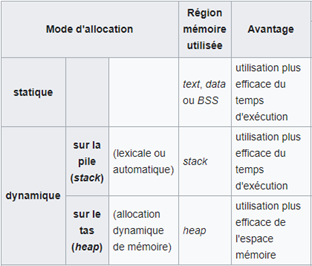 Mode d'allocation
Région
mémoire
utilisée
Avantage
statique
text, data
ou BSS
utilisation plus
efficace du
temps
d'exécution
dynamique
sur la
pile
(stack)
(lexicale ou
automatique)
stack
utilisation plus
efficace du
temps
d'exécution
sur le
tas
(heap)
(allocation
dynamique
de mémoire)
heap
utilisation plus
efficace de
l'espace
mémoire